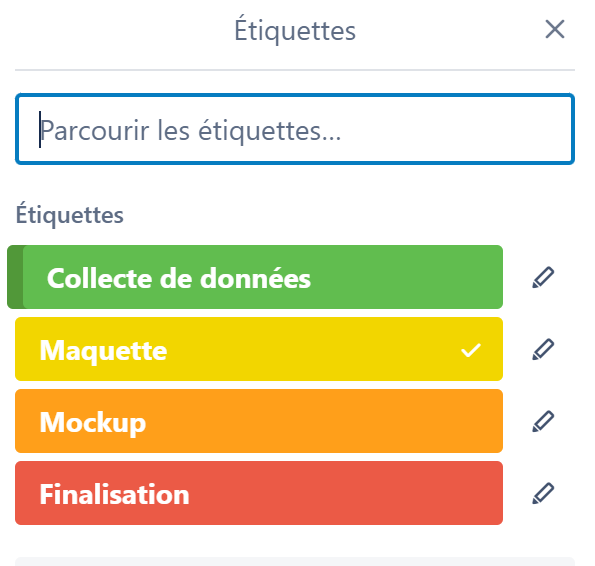 Étiquettes
Parcourir les étiquettes...
Étiquettes
Collecte de données
Maquette
Mockup
Finalisation